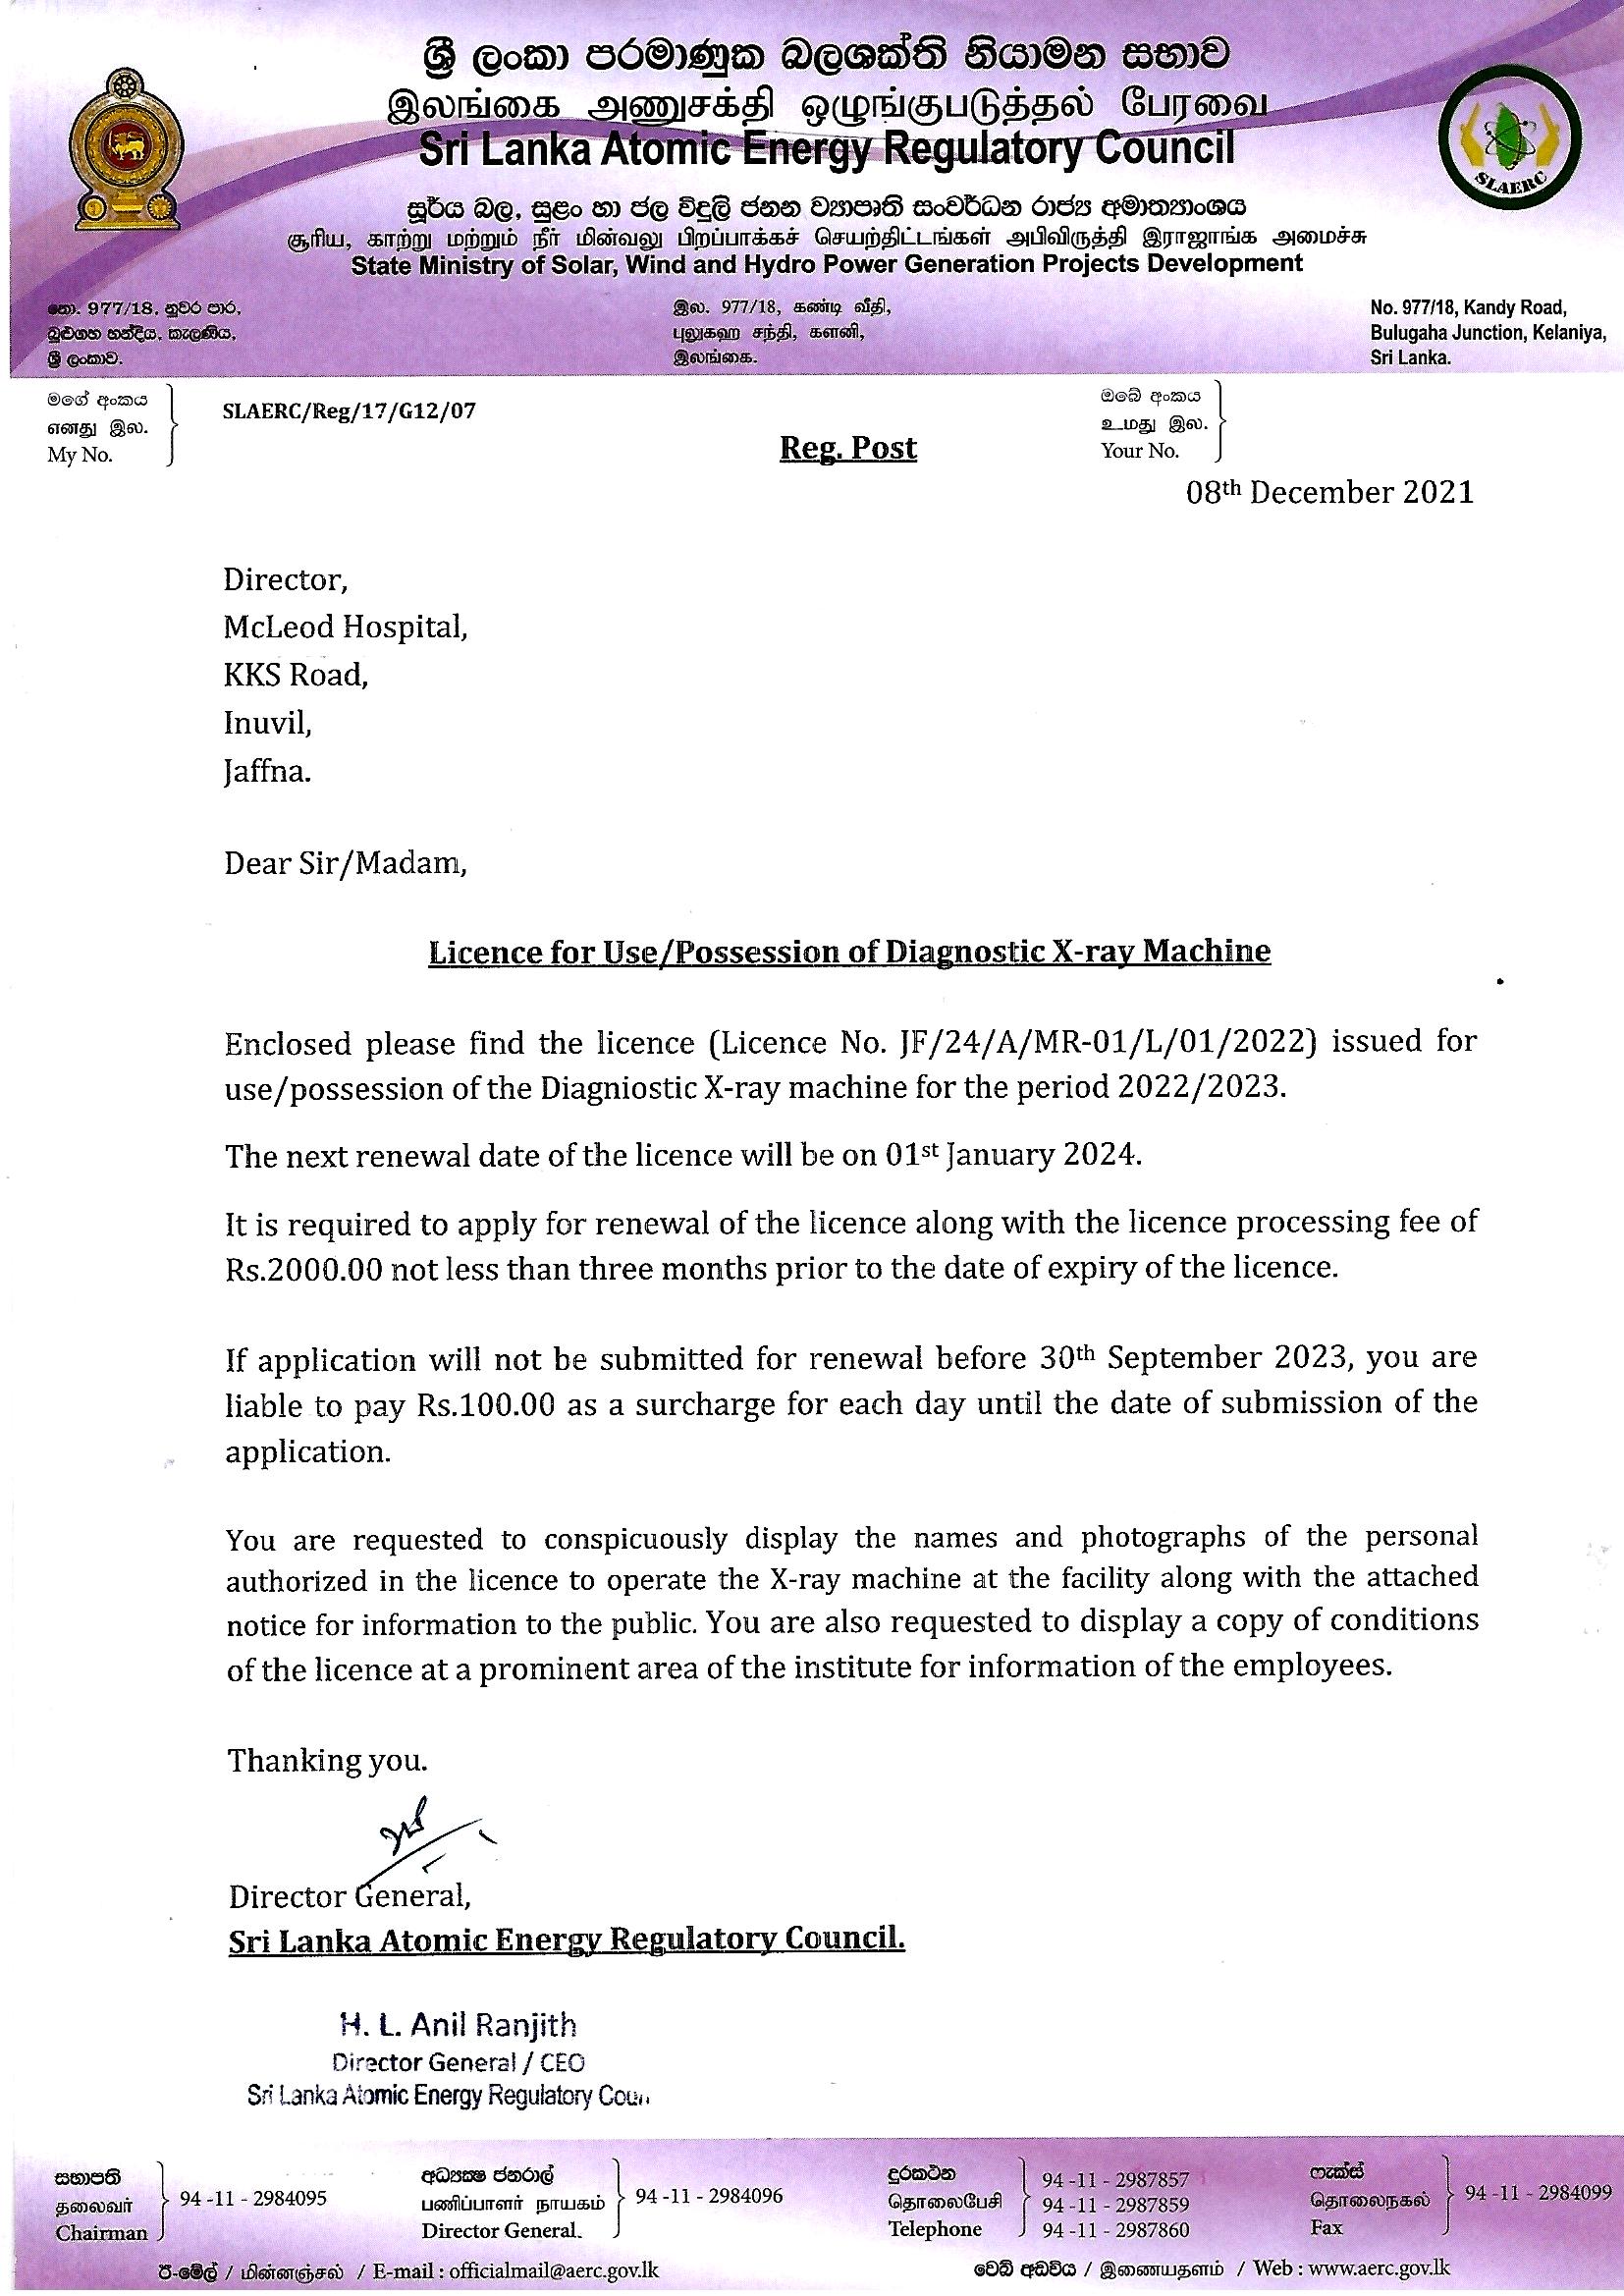 ශ්‍රී ලංකා පරමාණුක බලශක්ති නියාමන සභාව
இலங்கை அணுசக்தி ஒழுங்குபடுத்தல் பேரவை
Sri Lanka Atomic Energy Regulatory Council
SLAERC
සූර්ය බල, සුළං හා ජල විදුලි ජනන ව්‍යාපෘති සංවර්ධන රාජ්‍ය අමාත්‍යාංශය
சூரிய, காற்று மற்றும் நீர் மின்வலு பிறப்பாக்கச் செயற்திட்டங்கள் அபிவிருத்தி இராஜாங்க அமைச்சு
State Ministry of Solar, Wind and Hydro Power Generation Projects Development
නො. 977/18, නුවර පාර,
බුළුගහ හන්දිය, කැලණිය,
ශ්‍රී ලංකාව.
இல. 977/18, கண்டி வீதி,
புலுகஹ சந்தி, களனி,
இலங்கை.
No. 977/18, Kandy Road,
Bulugaha Junction, Kelaniya,
Sri Lanka.
මගේ අංකය
எனது இல.
My No.
SLAERC/Reg/17/G12/07
Reg. Post
ඔබේ අංකය
உமது இல.
Your No.
08th December 2021
Director,
McLeod Hospital,
KKS Road,
Inuvil,
Jaffna.
Dear Sir/Madam,
Licence for Use/Possession of Diagnostic X-ray Machine
Enclosed please find the licence (Licence No. JF/24/A/MR-01/L/01/2022) issued for
use/possession of the Diagniostic X-ray machine for the period 2022/2023.
The next renewal date of the licence will be on 01st January 2024.
It is required to apply for renewal of the licence along with the licence processing fee of
Rs.2000.00 not less than three months prior to the date of expiry of the licence.
If application will not be submitted for renewal before 30th September 2023, you are
liable to pay Rs.100.00 as a surcharge for each day until the date of submission of the
application.
You are requested to conspicuously display the names and photographs of the personal
authorized in the licence to operate the X-ray machine at the facility along with the attached
notice for information to the public. You are also requested to display a copy of conditions
of the licence at a prominent area of the institute for information of the employees.
Thanking you.
Director General,
Sri Lanka Atomic Energy Regulatory Council.
H. L. Anil Ranjith
Director General / CEO
Sri Lanka Atomic Energy Regulatory Coun
සභාපති
தலைவர்
Chairman
94 -11 - 2984095
අධ්‍යක්ෂ ජනරාල්
பணிப்பாளர் நாயகம்
Director General.
94 -11 - 2984096
දුරකථන
தொலைபேசி
Telephone
94 -11 - 2987857
94 -11 - 2987859
94 -11 - 2987860
ෆැක්ස්
தொலைநகல்
Fax
94 -11 - 2984099
ඊ-මේල් / மின்னஞ்சல் / E-mail : officialmail@aerc.gov.lk
වෙබ් අඩවිය / இணையதளம் / Web : www.aerc.gov.lk